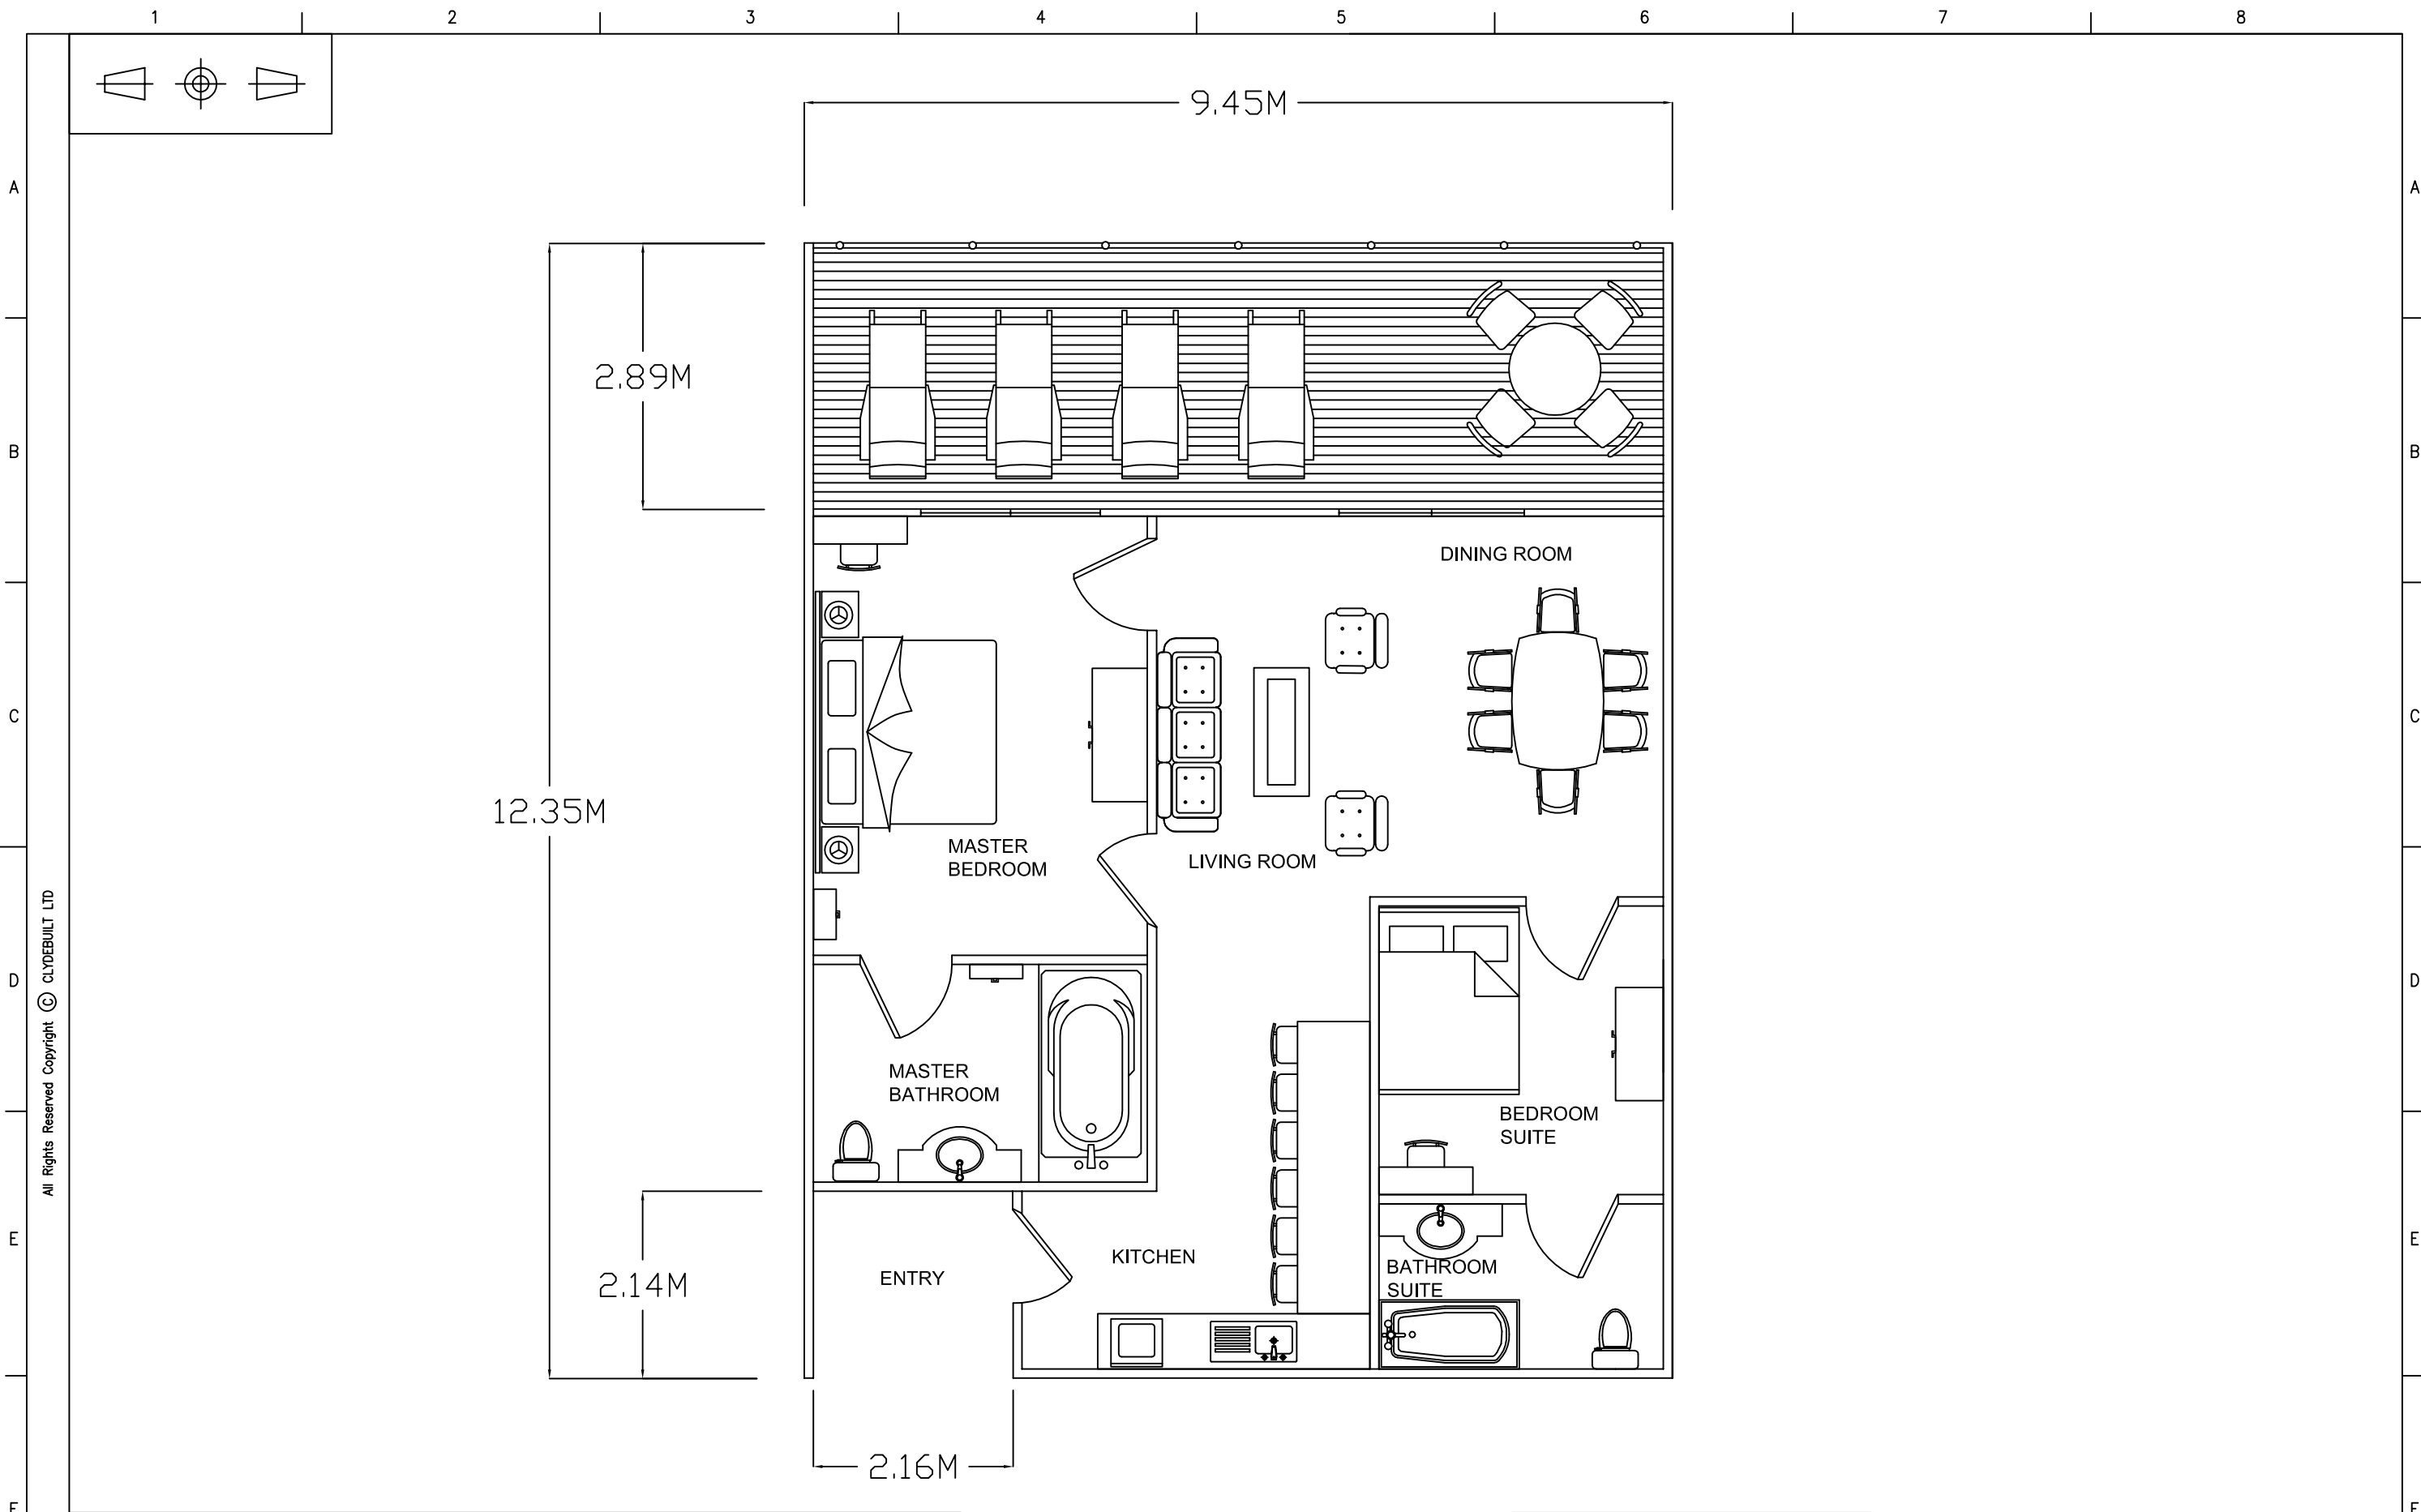 1 2 3 4 5 6 7 8
9.45M
A A
2.89M
B B
DINING ROOM
C C
12.35M
MASTER
BEDROOM
LIVING ROOM
All Rights Reserved Copyright © CLYDEBUILT LTD
D D
MASTER
BATHROOM
BEDROOM
SUITE
E E
KITCHEN
BATHROOM
SUITE
ENTRY
2.14M
2.16M
F F